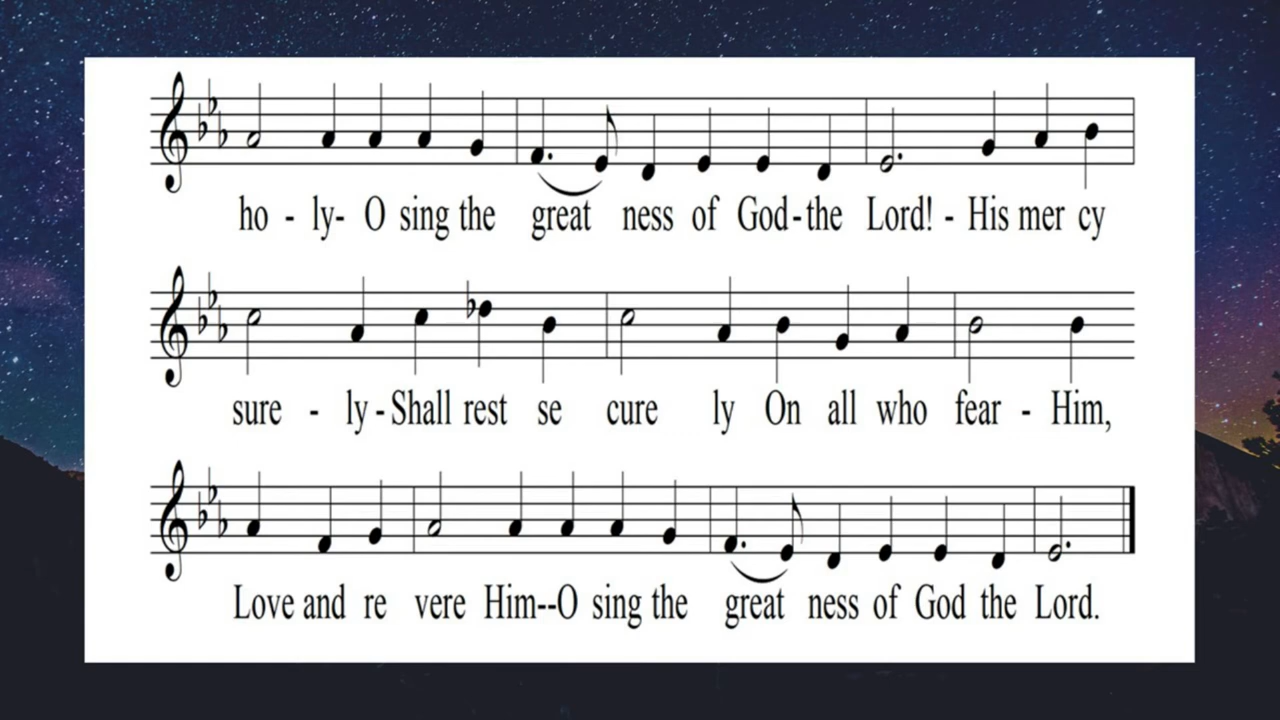 ho - ly- O sing the great ness of God-the Lord! - His mer cy
sure - ly-Shall rest se cure ly On all who fear - Him,
Love and re vere Him--O sing the great ness of God the Lord.